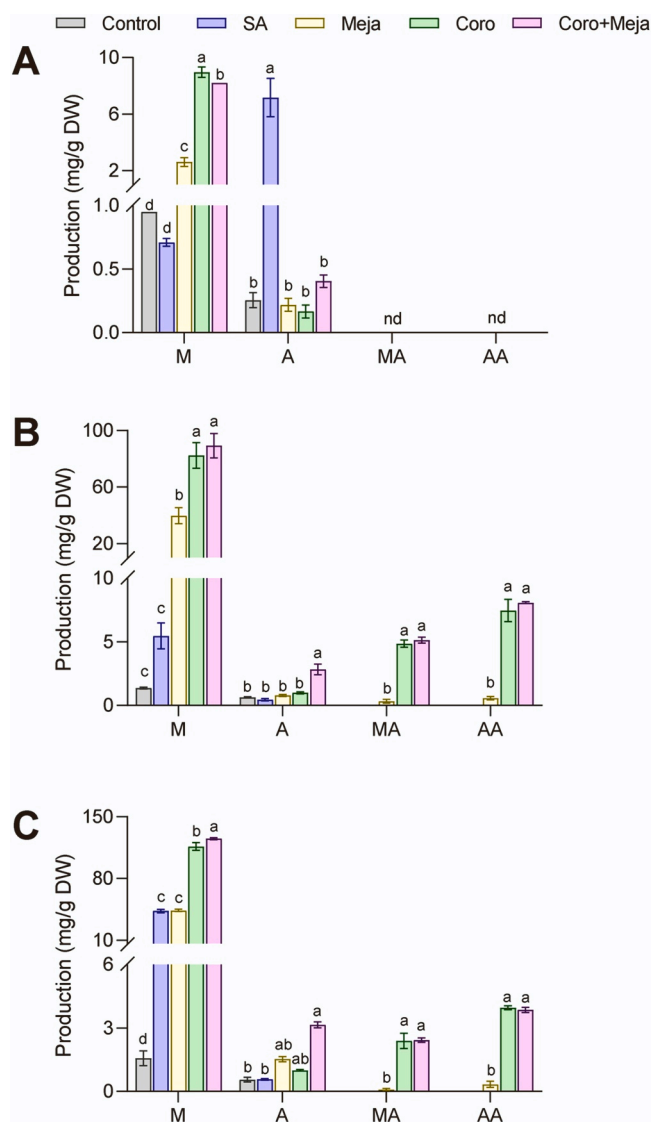 Control SA Meja Coro Coro+Meja
A
Production (mg/g DW)
10
6
2
1.0
0.5
0.0
d d c a b
b a b b b
nd
nd
M A MA AA
B
Production (mg/g DW)
100
60
20
10
5
0
c c b a a
b b b b a
b a a
b a a
M A MA AA
C
Production (mg/g DW)
150
80
10
6
3
0
d c c b a
b b ab ab a
b a a
b a a
M A MA AA